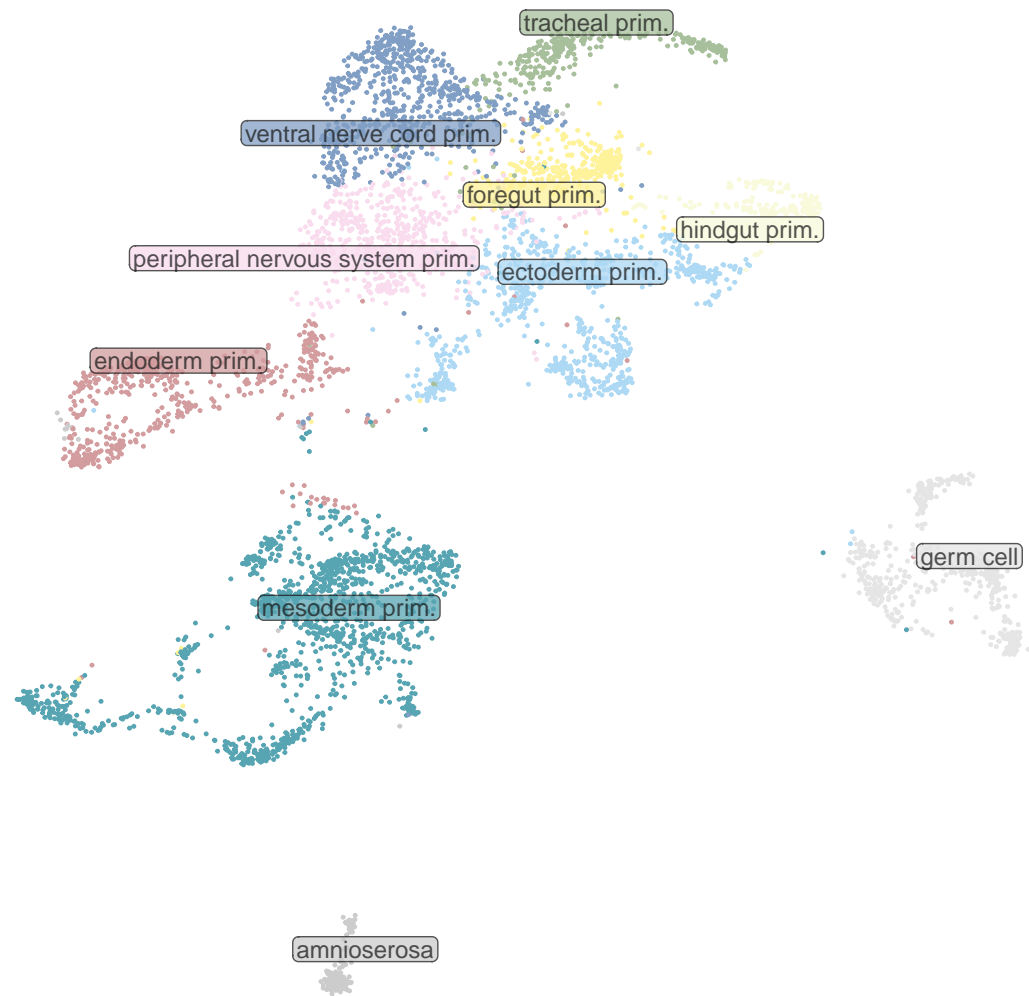 tracheal prim.
ventral nerve cord prim.
foregut prim.
hindgut prim.
peripheral nervous system prim.
ectoderm prim.
endoderm prim.
germ cell
mesoderm prim.
amnioserosa